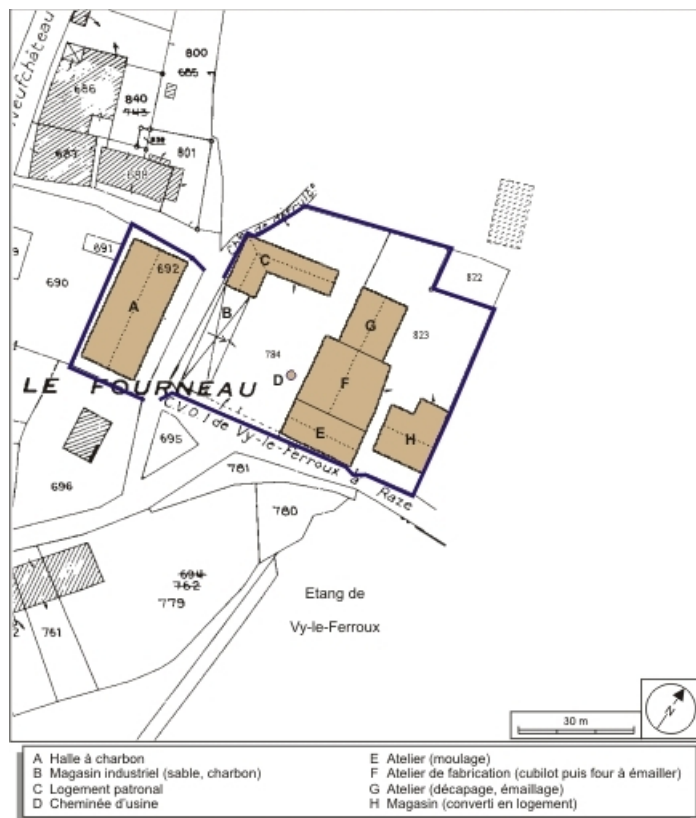 Neufchâteau
800
685
686
840
743
801
687
688
691
692
690
A
C
B
822
823
G
784
D
F
LE FOURNEAU
E
H
C.V.O.1 de Vy-le-Ferroux à Raze
695
696
781
780
694
762
779
761
Etang de
Vy-le-Ferroux
30 m
N
A Halle à charbon
B Magasin industriel (sable, charbon)
C Logement patronal
D Cheminée d'usine
E Atelier (moulage)
F Atelier de fabrication (cubilot puis four à émailler)
G Atelier (décapage, émaillage)
H Magasin (converti en logement)